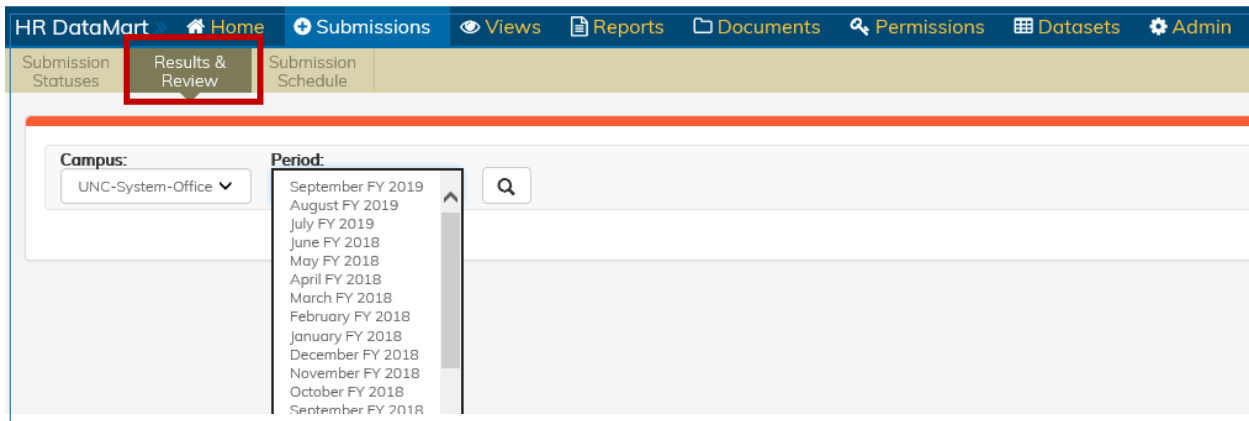 HR DataMart » Home Submissions Views Reports Documents Permissions Datasets Admin
Submission Statuses
Results & Review
Submission Schedule
Campus:
UNC-System-Office
Period:
September FY 2019
August FY 2019
July FY 2019
June FY 2018
May FY 2018
April FY 2018
March FY 2018
February FY 2018
January FY 2018
December FY 2018
November FY 2018
October FY 2018
September FY 2018